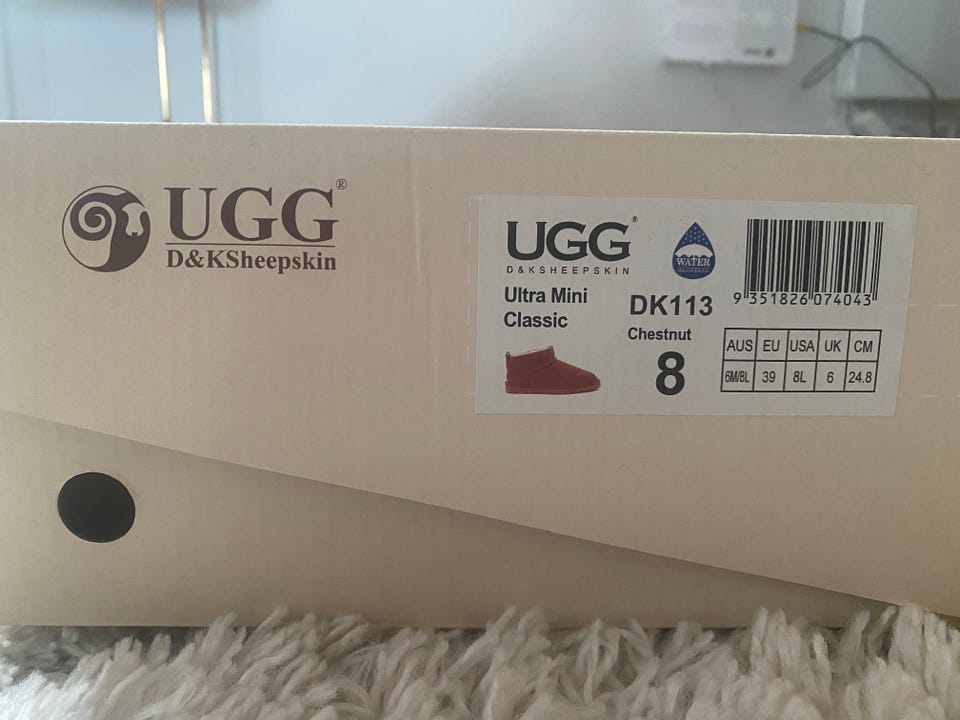 UGG®
D&KSheepskin
UGG®
D&KSHEEPSKIN
WATER
Ultra Mini
Classic
DK113
Chestnut
8
9 351826 074043
AUS EU USA UK CM
6M/8L 39 8L 6 24.8